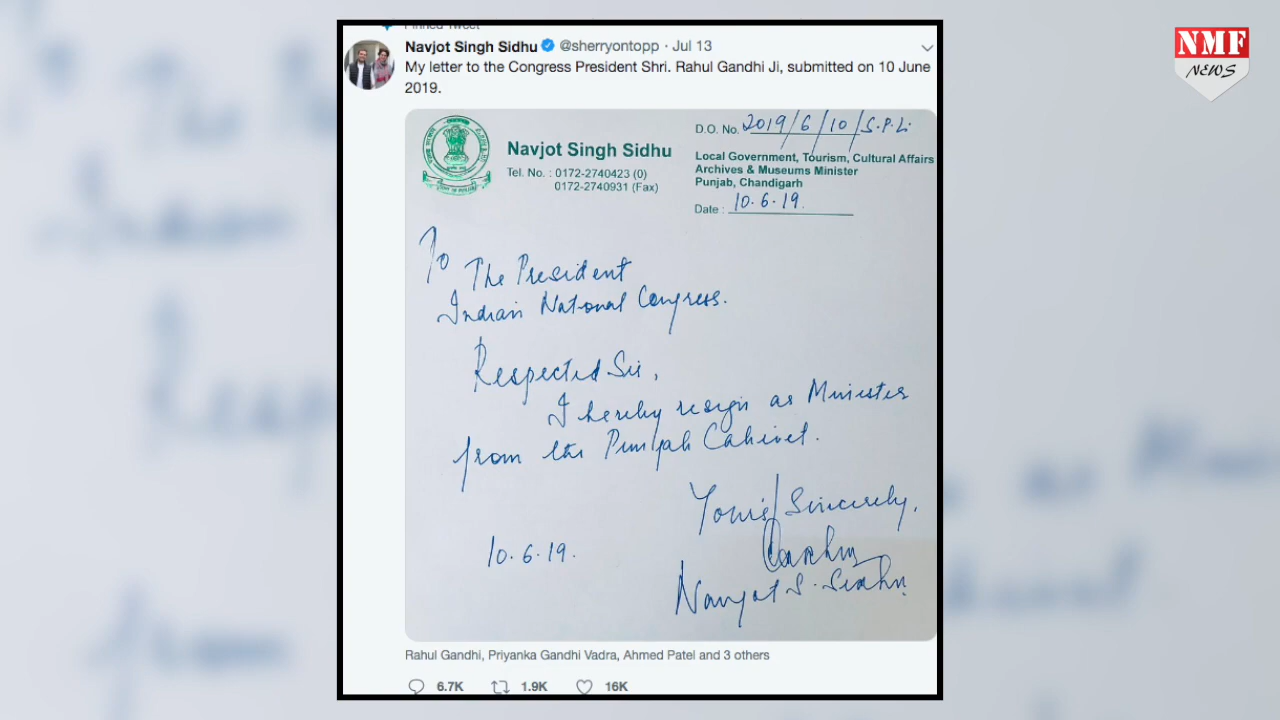 Pinned Tweet
Navjot Singh Sidhu @sherryontopp · Jul 13
My letter to the Congress President Shri. Rahul Gandhi Ji, submitted on 10 June
2019.
NMF
NEWS
Navjot Singh Sidhu
Tel. No. : 0172-2740423 (0)
0172-2740931 (Fax)
D.O. No. 2019/6/10/S.P.L.
Local Government, Tourism, Cultural Affairs
Archives & Museums Minister
Punjab, Chandigarh
Date : 10.6.19.
To
The President
Indian National Congress.
Respected Sir,
I hereby resign as Minister
from the Punjab Cabinet.
Yours Sincerely,
10.6.19.
Navjot S. Sidhu.
Rahul Gandhi, Priyanka Gandhi Vadra, Ahmed Patel and 3 others
6.7K 1.9K 16K